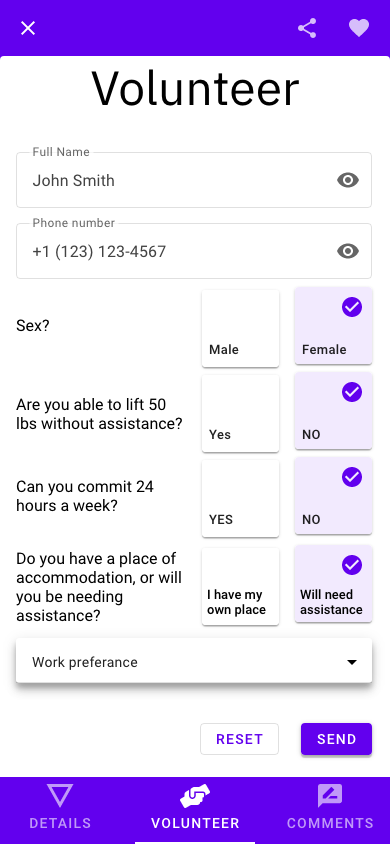 Volunteer
Full Name
John Smith
Phone number
+1 (123) 123-4567
Sex?
Male
Female
Are you able to lift 50
lbs without assistance?
Yes
NO
Can you commit 24
hours a week?
YES
NO
Do you have a place of
accommodation, or will
you be needing
assistance?
I have my
own place
Will need
assistance
Work preferance
RESET
SEND
DETAILS
VOLUNTEER
COMMENTS